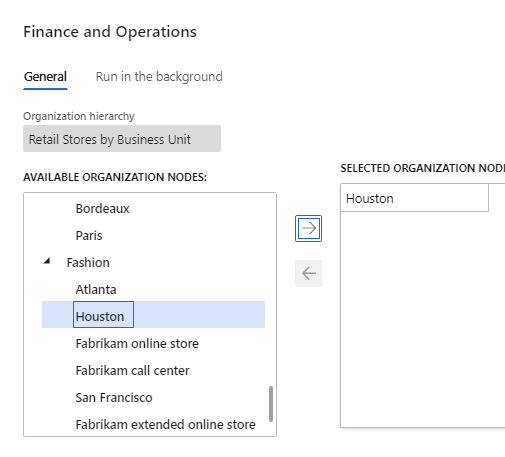 Finance and Operations
General
Run in the background
Organization hierarchy
Retail Stores by Business Unit
AVAILABLE ORGANIZATION NODES:
Bordeaux
Paris
Fashion
Atlanta
Houston
Fabrikam online store
Fabrikam call center
San Francisco
Fabrikam extended online store
SELECTED ORGANIZATION NODE
Houston